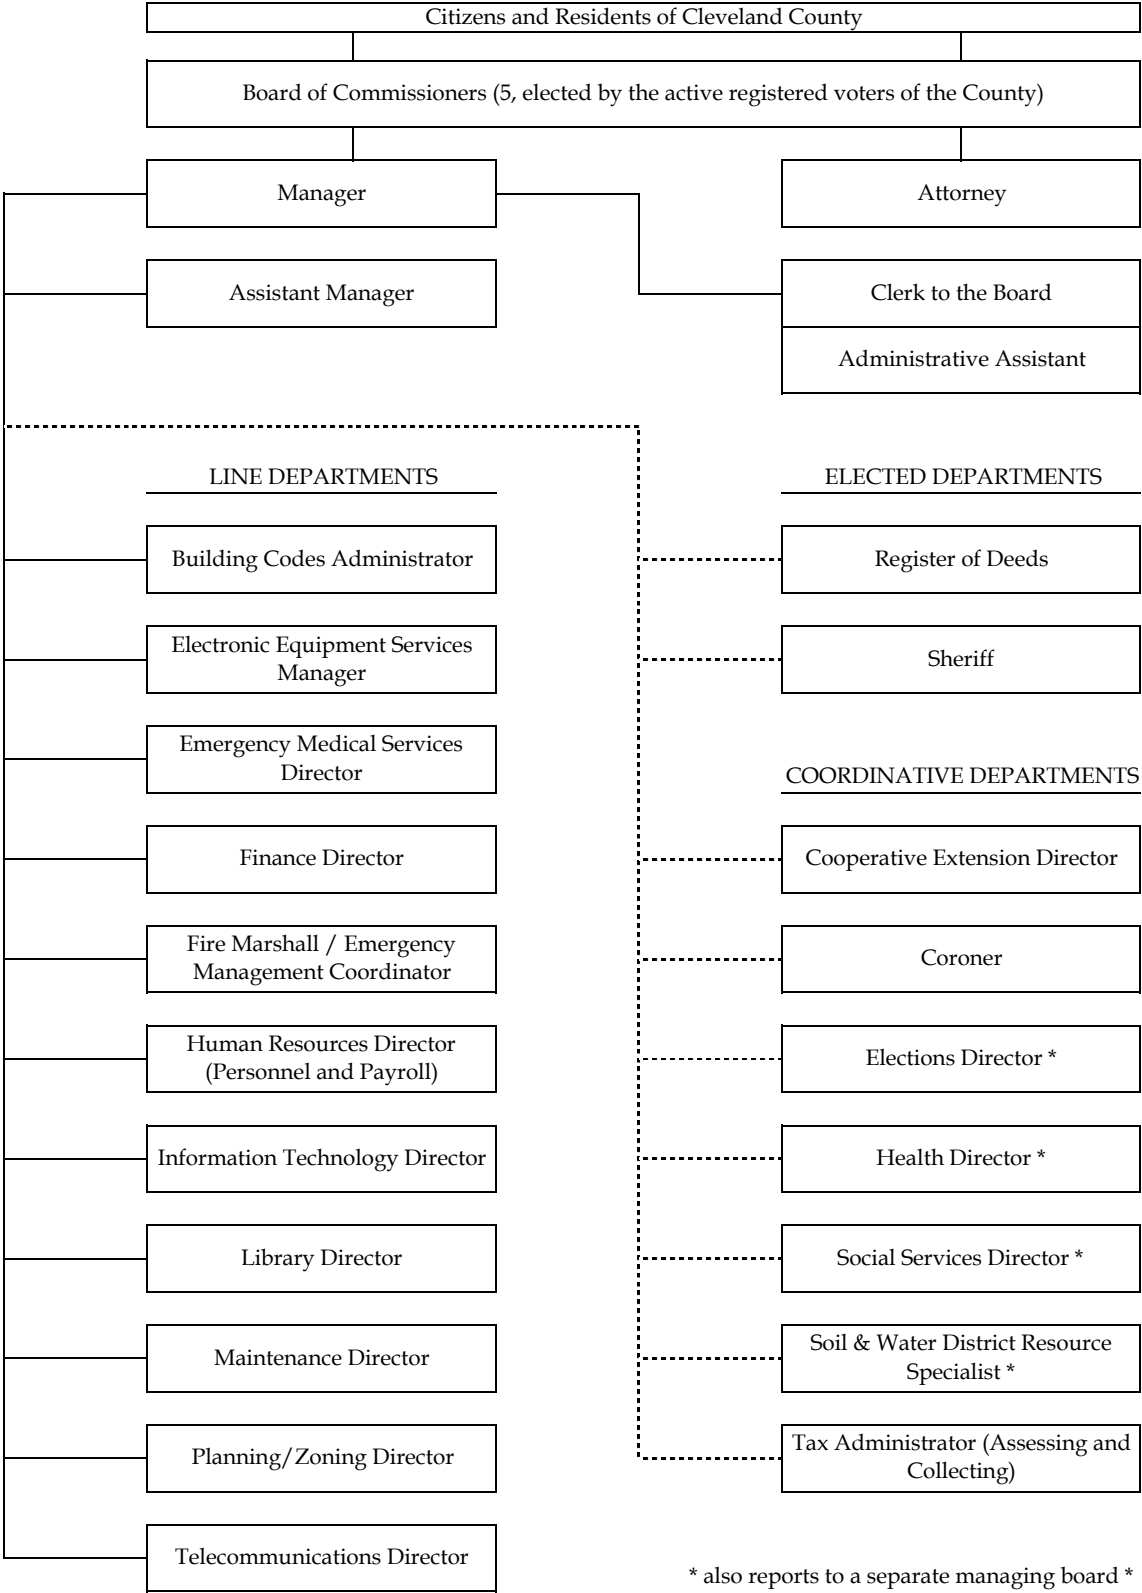 Citizens and Residents of Cleveland County
Board of Commissioners (5, elected by the active registered voters of the County)
Manager
Attorney
Assistant Manager
Clerk to the Board
Administrative Assistant
LINE DEPARTMENTS
Building Codes Administrator
Electronic Equipment Services
Manager
Emergency Medical Services
Director
Finance Director
Fire Marshall / Emergency
Management Coordinator
Human Resources Director
(Personnel and Payroll)
Information Technology Director
Library Director
Maintenance Director
Planning/Zoning Director
Telecommunications Director
ELECTED DEPARTMENTS
Register of Deeds
Sheriff
COORDINATIVE DEPARTMENTS
Cooperative Extension Director
Coroner
Elections Director *
Health Director *
Social Services Director *
Soil & Water District Resource
Specialist *
Tax Administrator (Assessing and
Collecting)
* also reports to a separate managing board *